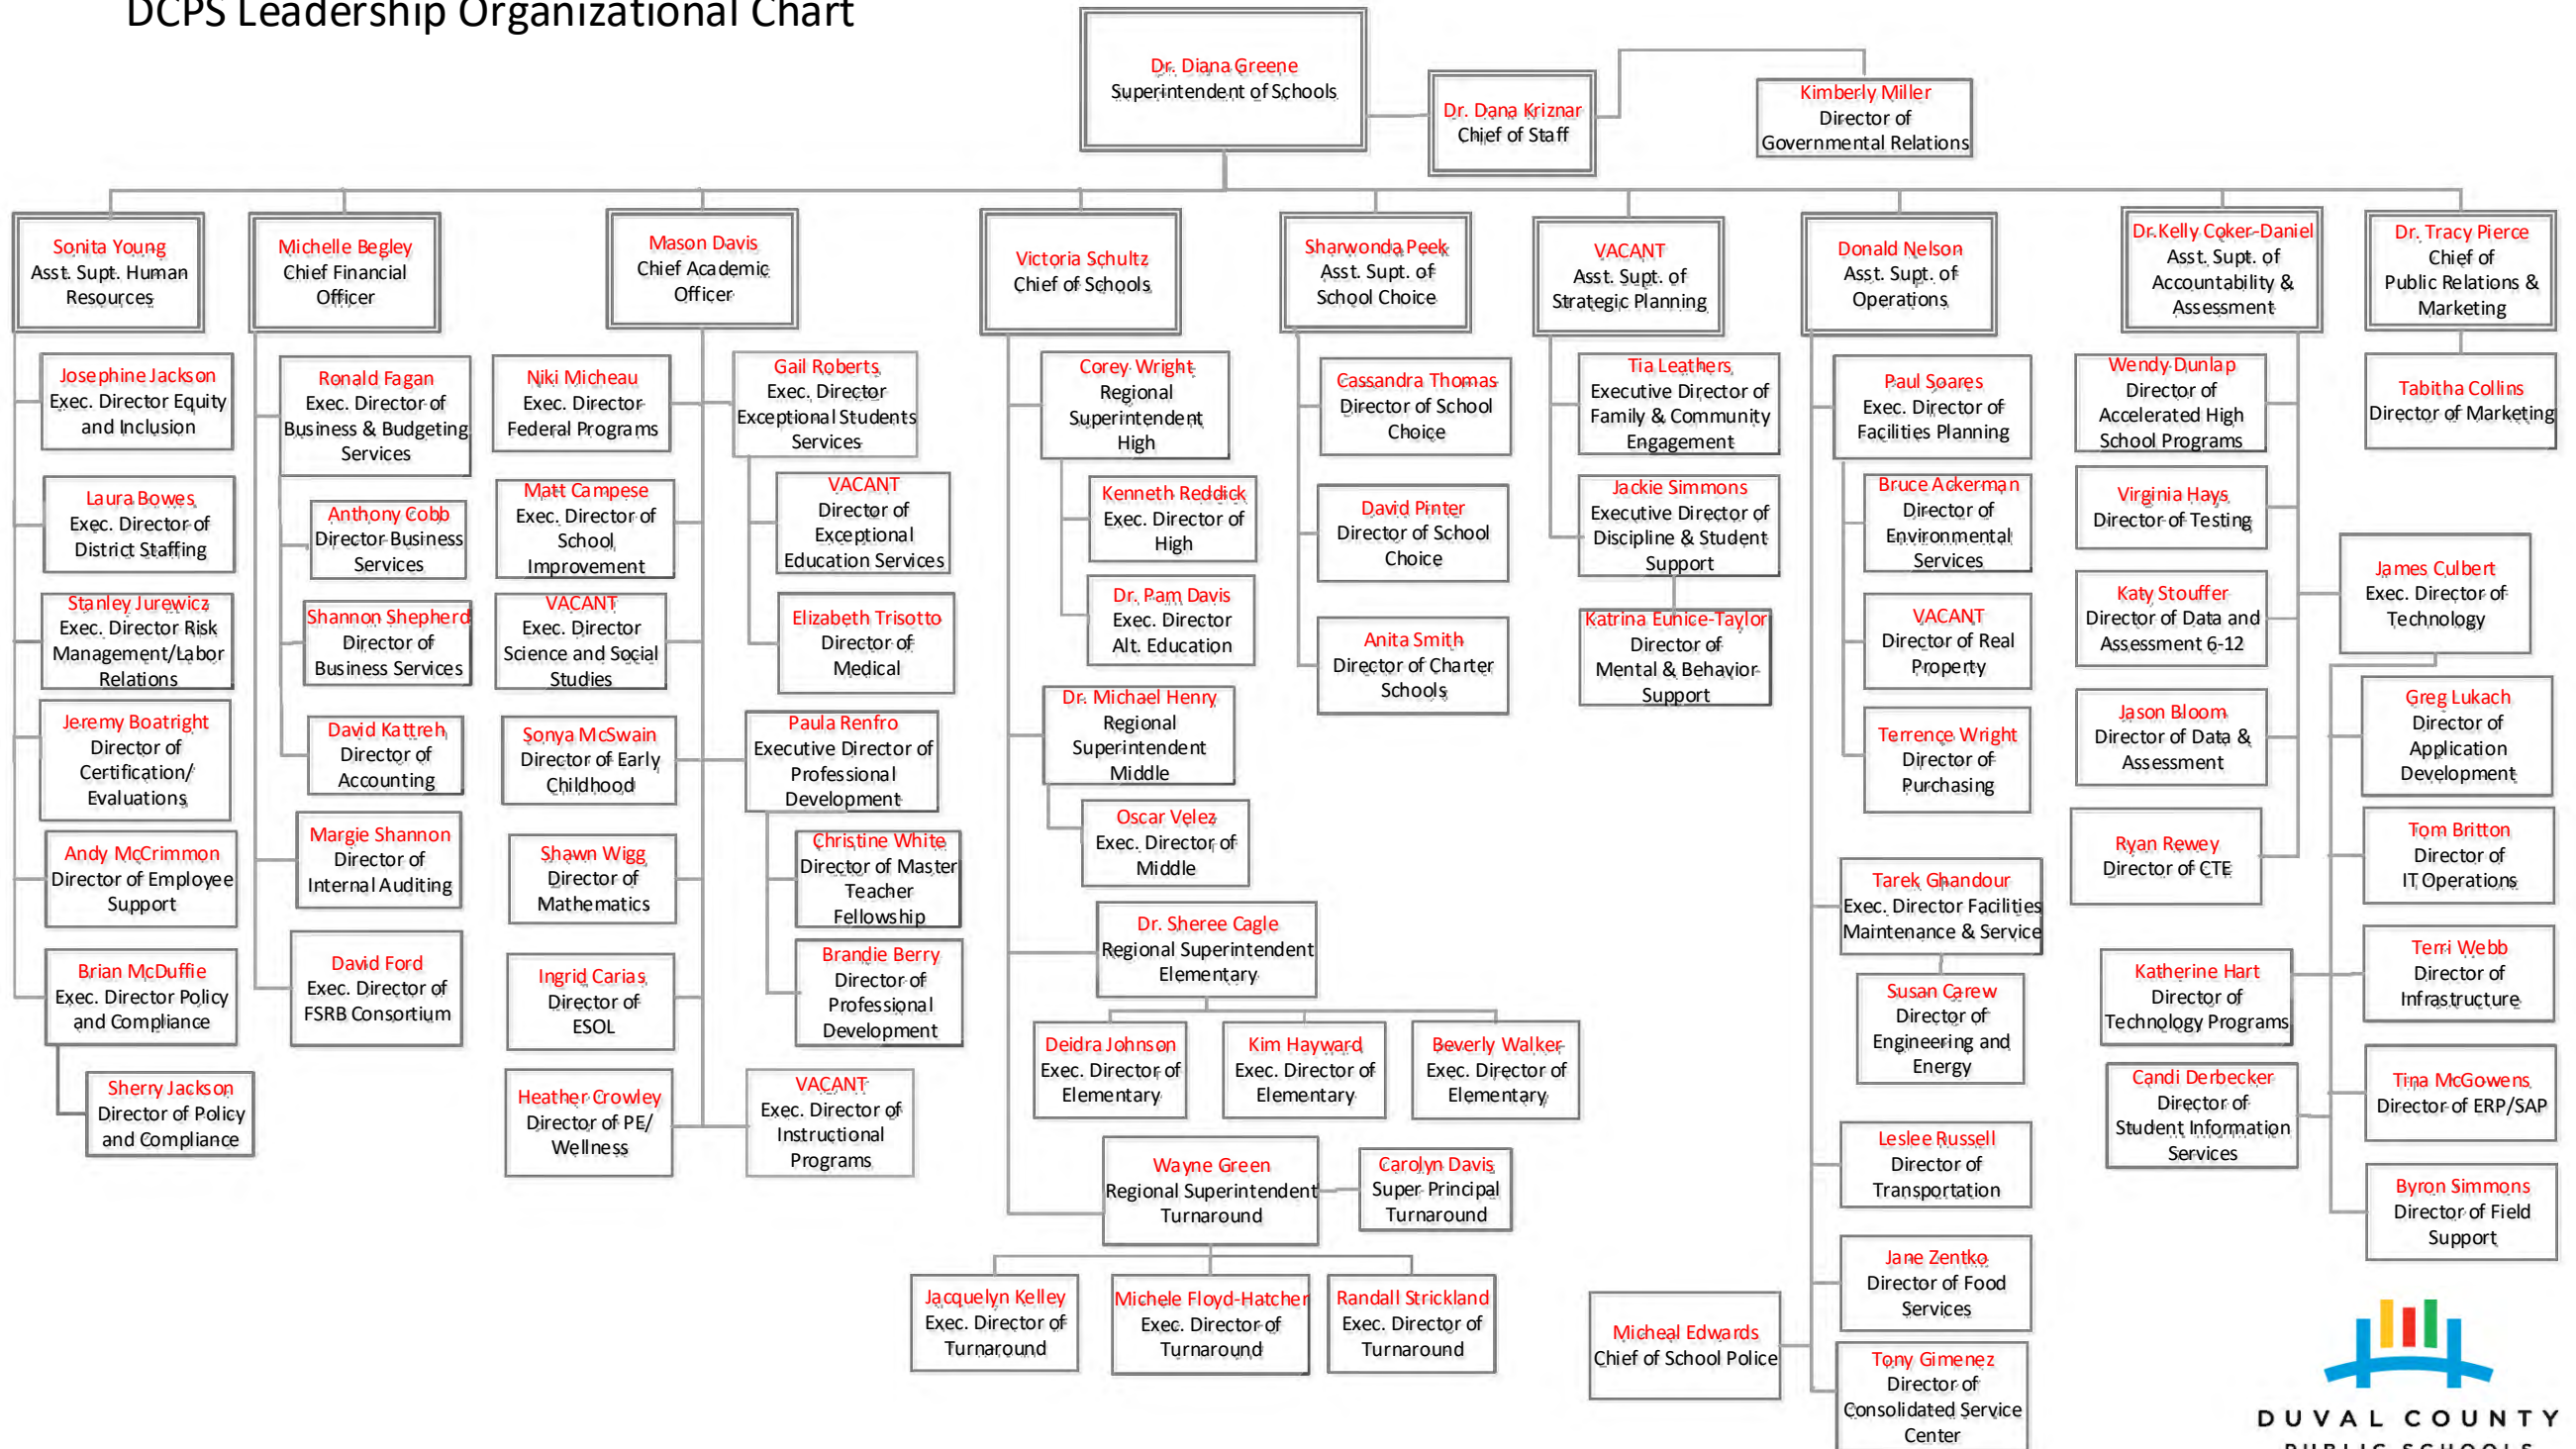 DCPS Leadership Organizational Chart
Dr. Diana Greene
Superintendent of Schools
Dr. Dana Kriznar
Chief of Staff
Kimberly Miller
Director of
Governmental Relations
Sonita Young
Asst. Supt. Human
Resources
Michelle Begley
Chief Financial
Officer
Mason Davis
Chief Academic
Officer
Victoria Schultz
Chief of Schools
Sharwonda Peek
Asst. Supt. of
School Choice
VACANT
Asst. Supt. of
Strategic Planning
Donald Nelson
Asst. Supt. of
Operations
Dr.Kelly Coker-Daniel
Asst. Supt. of
Accountability &
Assessment
Dr. Tracy Pierce
Chief of
Public Relations &
Marketing
Josephine Jackson
Exec. Director Equity
and Inclusion
Laura Bowes
Exec. Director of
District Staffing
Stanley Jurewicz
Exec. Director Risk
Management/Labor
Relations
Jeremy Boatright
Director of
Certification/
Evaluations
Andy McCrimmon
Director of Employee
Support
Brian McDuffie
Exec. Director Policy
and Compliance
Sherry Jackson
Director of Policy
and Compliance
Ronald Fagan
Exec. Director of
Business & Budgeting
Services
Anthony Cobb
Director Business
Services
Shannon Shepherd
Director of
Business Services
David Kattreh
Director of
Accounting
Margie Shannon
Director of
Internal Auditing
David Ford
Exec. Director of
FSRB Consortium
Niki Micheau
Exec. Director
Federal Programs
Matt Campese
Exec. Director of
School
Improvement
VACANT
Exec. Director
Science and Social
Studies
Sonya McSwain
Director of Early
Childhood
Shawn Wigg
Director of
Mathematics
Ingrid Carias
Director of
ESOL
Heather Crowley
Director of PE/
Wellness
Gail Roberts
Exec. Director
Exceptional Students
Services
VACANT
Director of
Exceptional
Education Services
Elizabeth Trisotto
Director of
Medical
Paula Renfro
Executive Director of
Professional
Development
Christine White
Director of Master
Teacher
Fellowship
Brandie Berry
Director of
Professional
Development
VACANT
Exec. Director of
Instructional
Programs
Corey Wright
Regional
Superintendent
High
Kenneth Reddick
Exec. Director of
High
Dr. Pam Davis
Exec. Director
Alt. Education
Dr. Michael Henry
Regional
Superintendent
Middle
Oscar Velez
Exec. Director of
Middle
Dr. Sheree Cagle
Regional Superintendent
Elementary
Deidra Johnson
Exec. Director of
Elementary
Kim Hayward
Exec. Director of
Elementary
Beverly Walker
Exec. Director of
Elementary
Wayne Green
Regional Superintendent
Turnaround
Carolyn Davis
Super Principal
Turnaround
Jacquelyn Kelley
Exec. Director of
Turnaround
Michele Floyd-Hatcher
Exec. Director of
Turnaround
Randall Strickland
Exec. Director of
Turnaround
Cassandra Thomas
Director of School
Choice
David Pinter
Director of School
Choice
Anita Smith
Director of Charter
Schools
Tia Leathers
Executive Director of
Family & Community
Engagement
Jackie Simmons
Executive Director of
Discipline & Student
Support
Katrina Eunice-Taylor
Director of
Mental & Behavior
Support
Paul Soares
Exec. Director of
Facilities Planning
Bruce Ackerman
Director of
Environmental
Services
VACANT
Director of Real
Property
Terrence Wright
Director of
Purchasing
Tarek Ghandour
Exec. Director Facilities
Maintenance & Service
Susan Carew
Director of
Engineering and
Energy
Leslee Russell
Director of
Transportation
Jane Zentko
Director of Food
Services
Micheal Edwards
Chief of School Police
Tony Gimenez
Director of
Consolidated Service
Center
Wendy Dunlap
Director of
Accelerated High
School Programs
Virginia Hays
Director of Testing
Katy Stouffer
Director of Data and
Assessment 6-12
Jason Bloom
Director of Data &
Assessment
Ryan Rewey
Director of CTE
James Culbert
Exec. Director of
Technology
Katherine Hart
Director of
Technology Programs
Candi Derbecker
Director of
Student Information
Services
Greg Lukach
Director of
Application
Development
Tom Britton
Director of
IT Operations
Terri Webb
Director of
Infrastructure
Tina McGowens
Director of ERP/SAP
Byron Simmons
Director of Field
Support
Tabitha Collins
Director of Marketing
DUVAL COUNTY
PUBLIC SCHOOLS